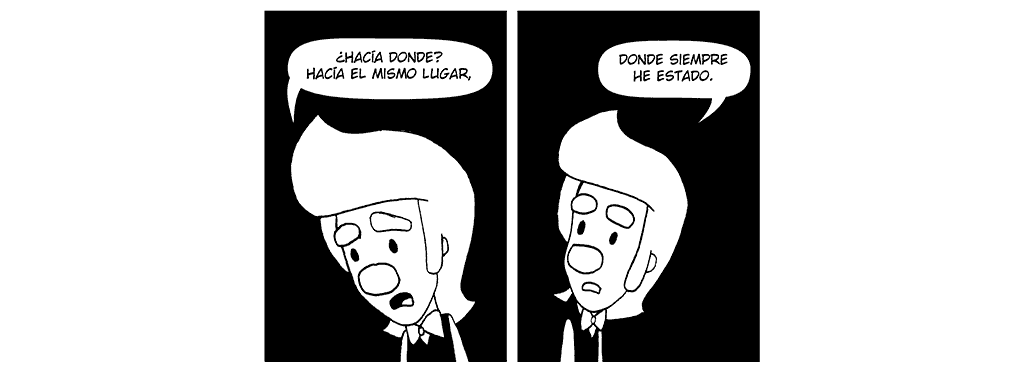 ¿HACÍA DONDE?
HACÍA EL MISMO LUGAR,
DONDE SIEMPRE
HE ESTADO.